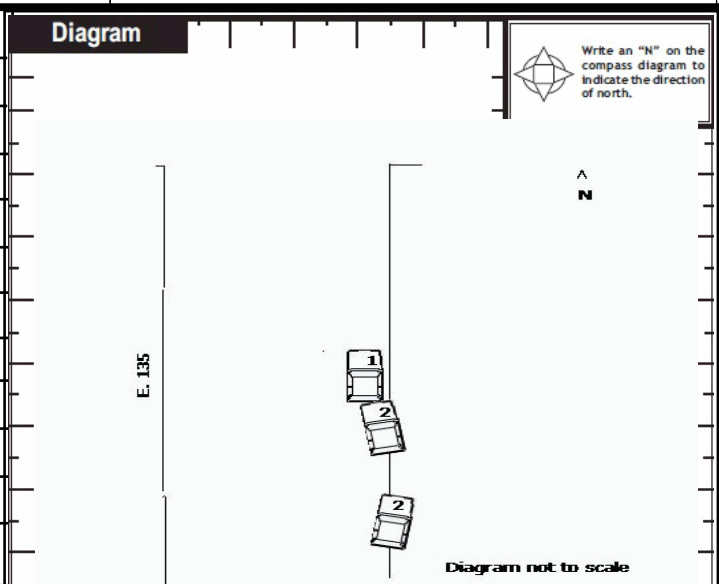 Diagram
Write an “N” on the
compass diagram to
indicate the direction
of north.
^
N
E. 135
1
2
2
Diagram not to scale